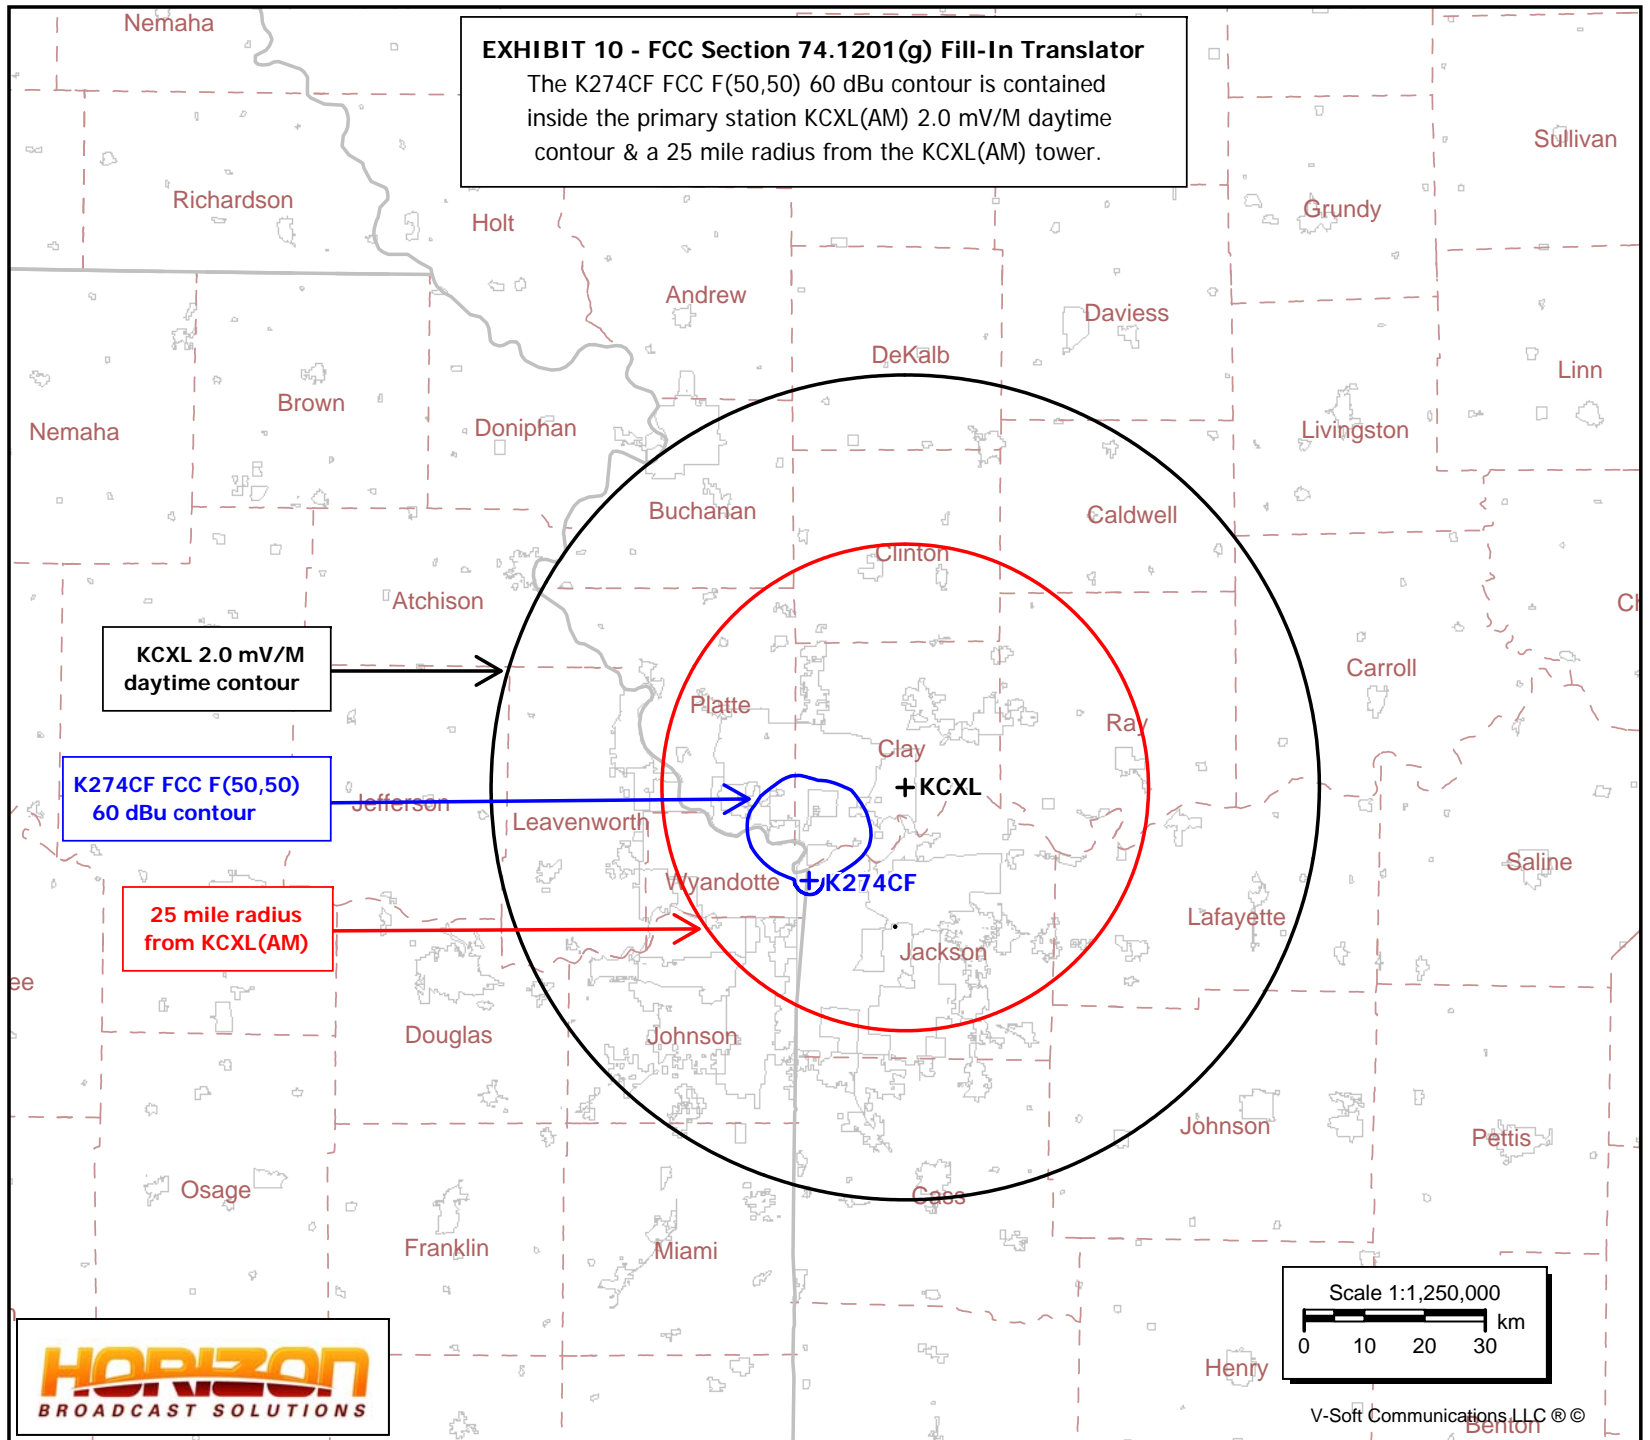 Nemaha
EXHIBIT 10 - FCC Section 74.1201(g) Fill-In Translator
The K274CF FCC F(50,50) 60 dBu contour is contained
inside the primary station KCXL(AM) 2.0 mV/M daytime
contour & a 25 mile radius from the KCXL(AM) tower.
Sullivan
Richardson
Holt
Grundy
Andrew
Daviess
DeKalb
Linn
Brown
Nemaha
Doniphan
Livingston
Buchanan
Caldwell
Clinton
Atchison
Ch
KCXL 2.0 mV/M
daytime contour
Carroll
Platte
Ray
Clay
K274CF FCC F(50,50)
60 dBu contour
KCXL
Jefferson
Leavenworth
Saline
Wyandotte
K274CF
25 mile radius
from KCXL(AM)
Lafayette
Jackson
ee
Douglas
Johnson
Johnson
Pettis
Osage
Cass
Franklin
Miami
Scale 1:1,250,000
km
0 10 20 30
HORIZON
BROADCAST SOLUTIONS
Henry
V-Soft Communications LLC ® ©
Benton